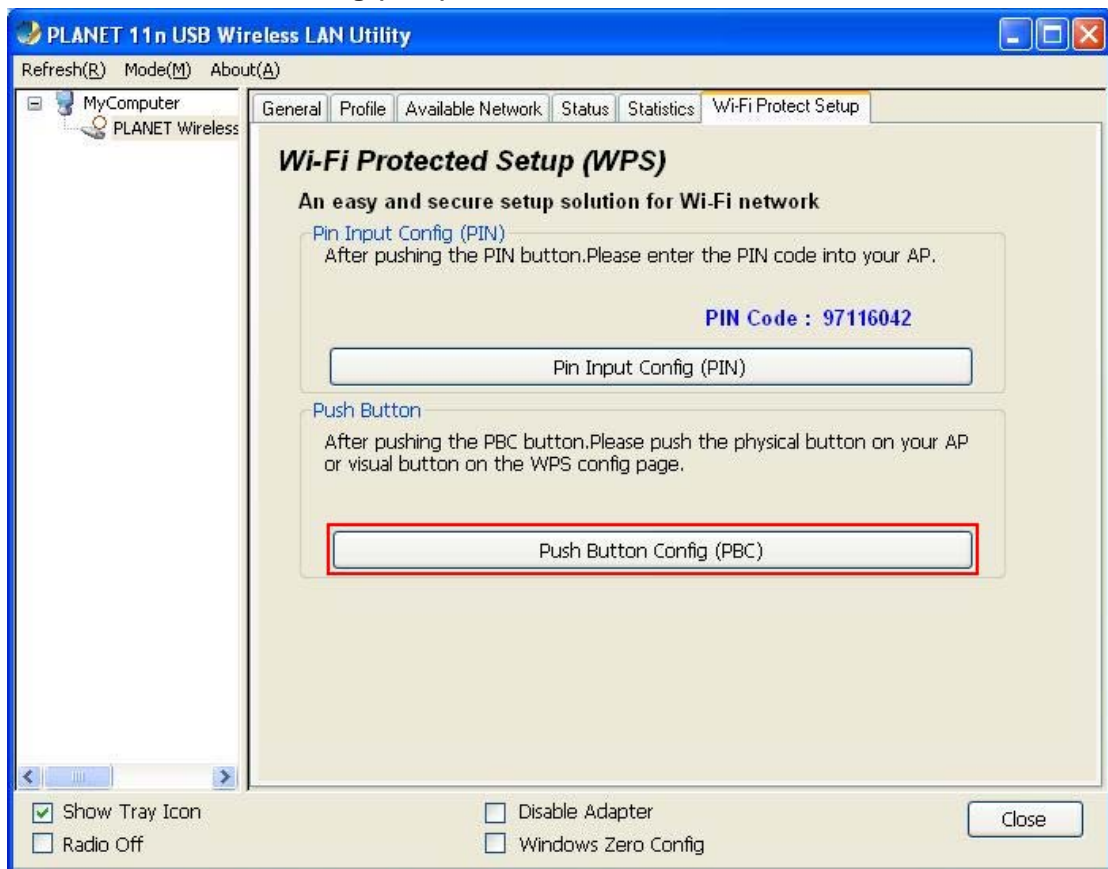 PLANET 11n USB Wireless LAN Utility
Refresh(R) Mode(M) About(A)
MyComputer
PLANET Wireless
General Profile Available Network Status Statistics Wi-Fi Protect Setup
Wi-Fi Protected Setup (WPS)
An easy and secure setup solution for Wi-Fi network
Pin Input Config (PIN)
After pushing the PIN button.Please enter the PIN code into your AP.
PIN Code : 97116042
Pin Input Config (PIN)
Push Button
After pushing the PBC button.Please push the physical button on your AP
or visual button on the WPS config page.
Push Button Config (PBC)
Show Tray Icon
Disable Adapter
Close
Radio Off
Windows Zero Config